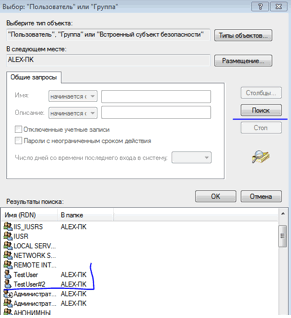 Выбор: "Пользователь" или "Группа"
Выберите тип объекта:
"Пользователь", "Группа" или "Встроенный субъект безопасности"
Типы объектов...
В следующем месте:
ALEX-ПК
Размещение...
Общие запросы
Имя:
начинается с
Столбцы...
Описание:
начинается с
Поиск
Отключенные учетные записи
Стоп
Пароли с неограниченным сроком действия
Число дней со времени последнего входа в систему:
OK
Отмена
Результаты поиска:
Имя (RDN) В папке
IIS_IUSRS ALEX-ПК
IUSR
LOCAL SERV...
NETWORK S...
REMOTE INT...
TestUser ALEX-ПК
TestUser#2 ALEX-ПК
Администрат... ALEX-ПК
Администрат... ALEX-ПК
АНОНИМНЫ...